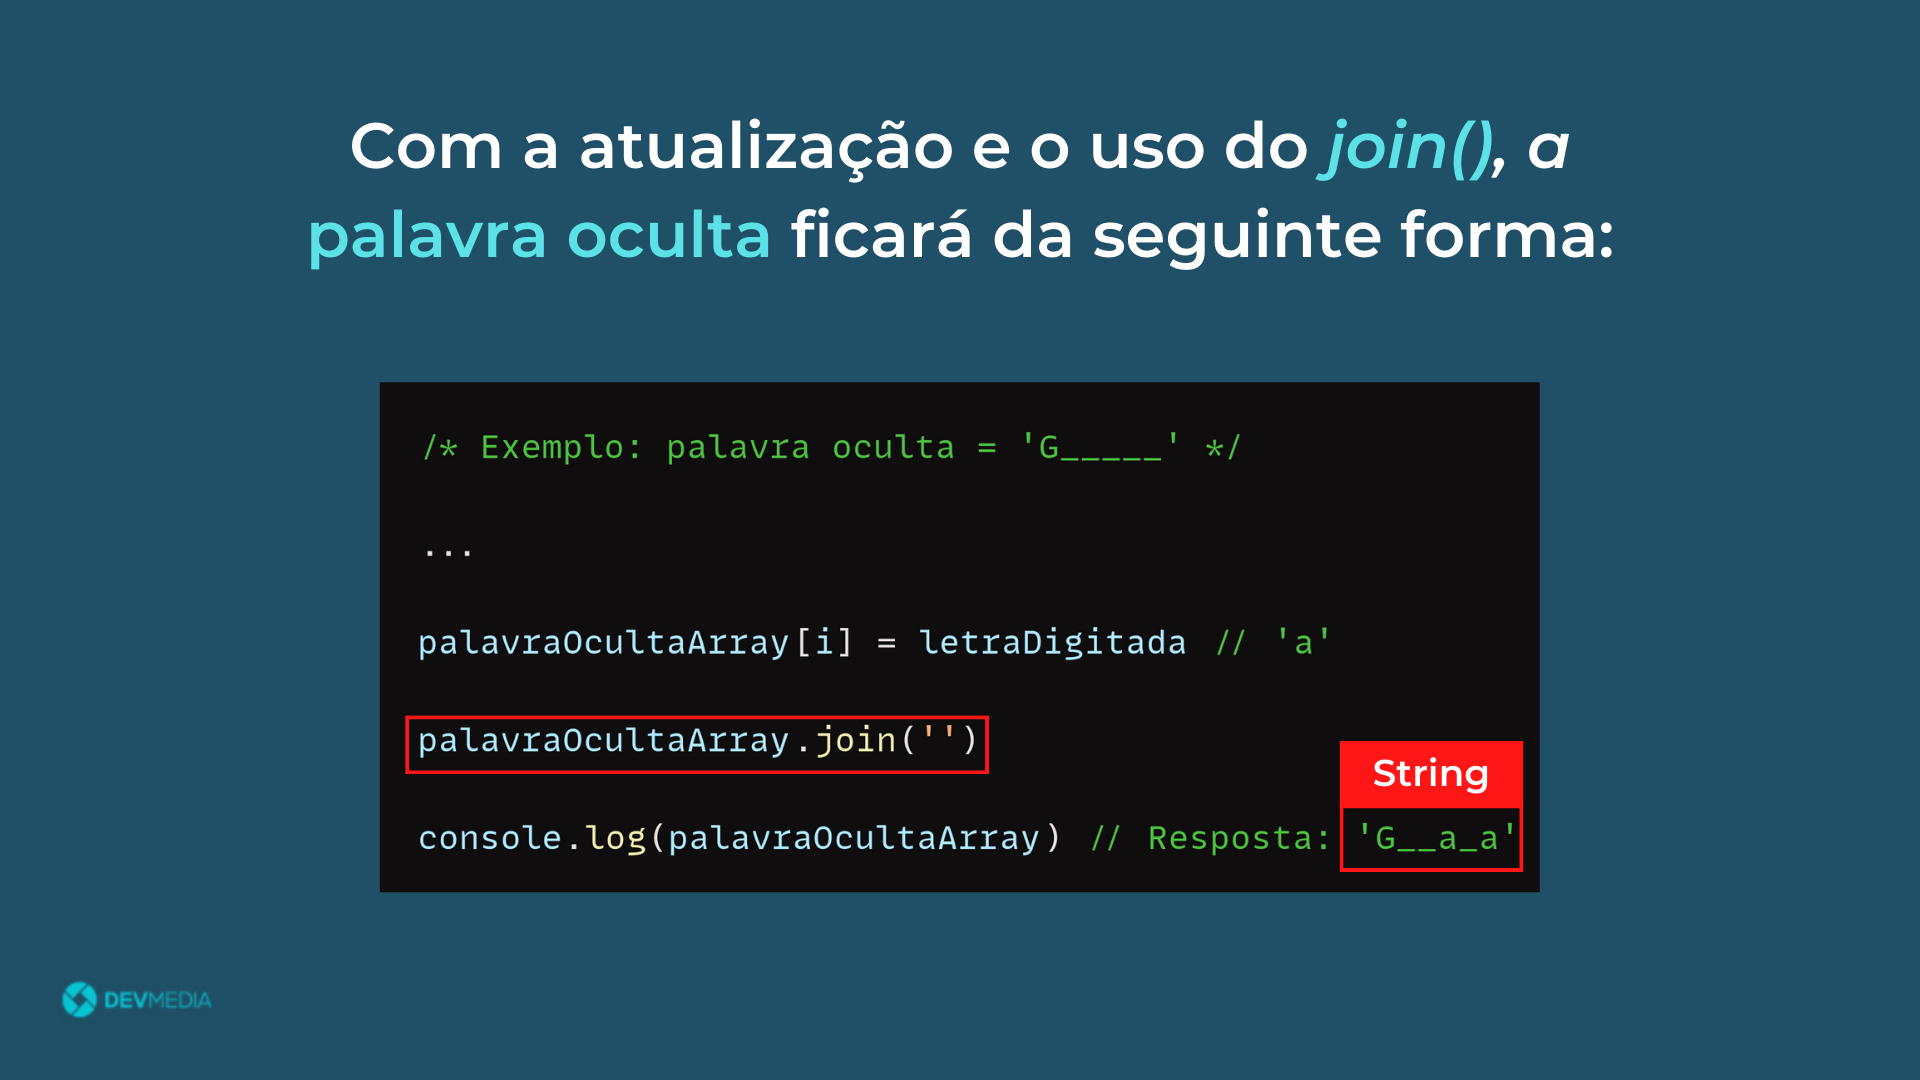 Com a atualização e o uso do join(), a
palavra oculta ficará da seguinte forma:
/* Exemplo: palavra oculta = 'G_____' */
...
palavraOcultaArray[i] = letraDigitada // 'a'
palavraOcultaArray.join('')
String
console.log(palavraOcultaArray) // Resposta: 'G__a_a'
DEVMEDIA